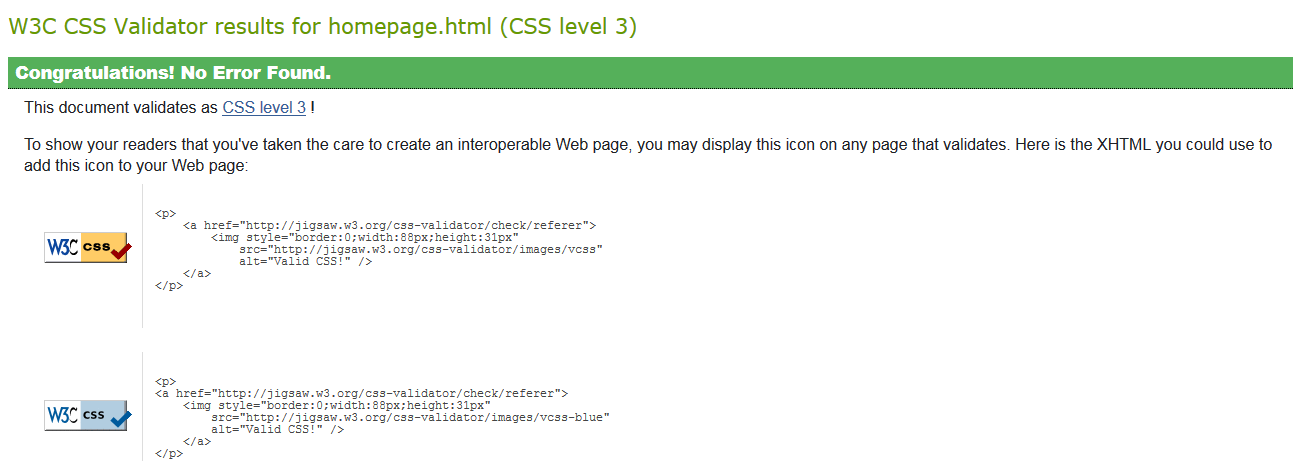 W3C CSS Validator results for homepage.html (CSS level 3)
Congratulations! No Error Found.
This document validates as CSS level 3 !
To show your readers that you've taken the care to create an interoperable Web page, you may display this icon on any page that validates. Here is the XHTML you could use to
add this icon to your Web page:
W3C css
<p>
    <a href="http://jigsaw.w3.org/css-validator/check/referer">
        <img style="border:0;width:88px;height:31px"
            src="http://jigsaw.w3.org/css-validator/images/vcss"
            alt="Valid CSS!" />
    </a>
</p>
W3C css
<p>
<a href="http://jigsaw.w3.org/css-validator/check/referer">
    <img style="border:0;width:88px;height:31px"
        src="http://jigsaw.w3.org/css-validator/images/vcss-blue"
        alt="Valid CSS!" />
    </a>
</p>